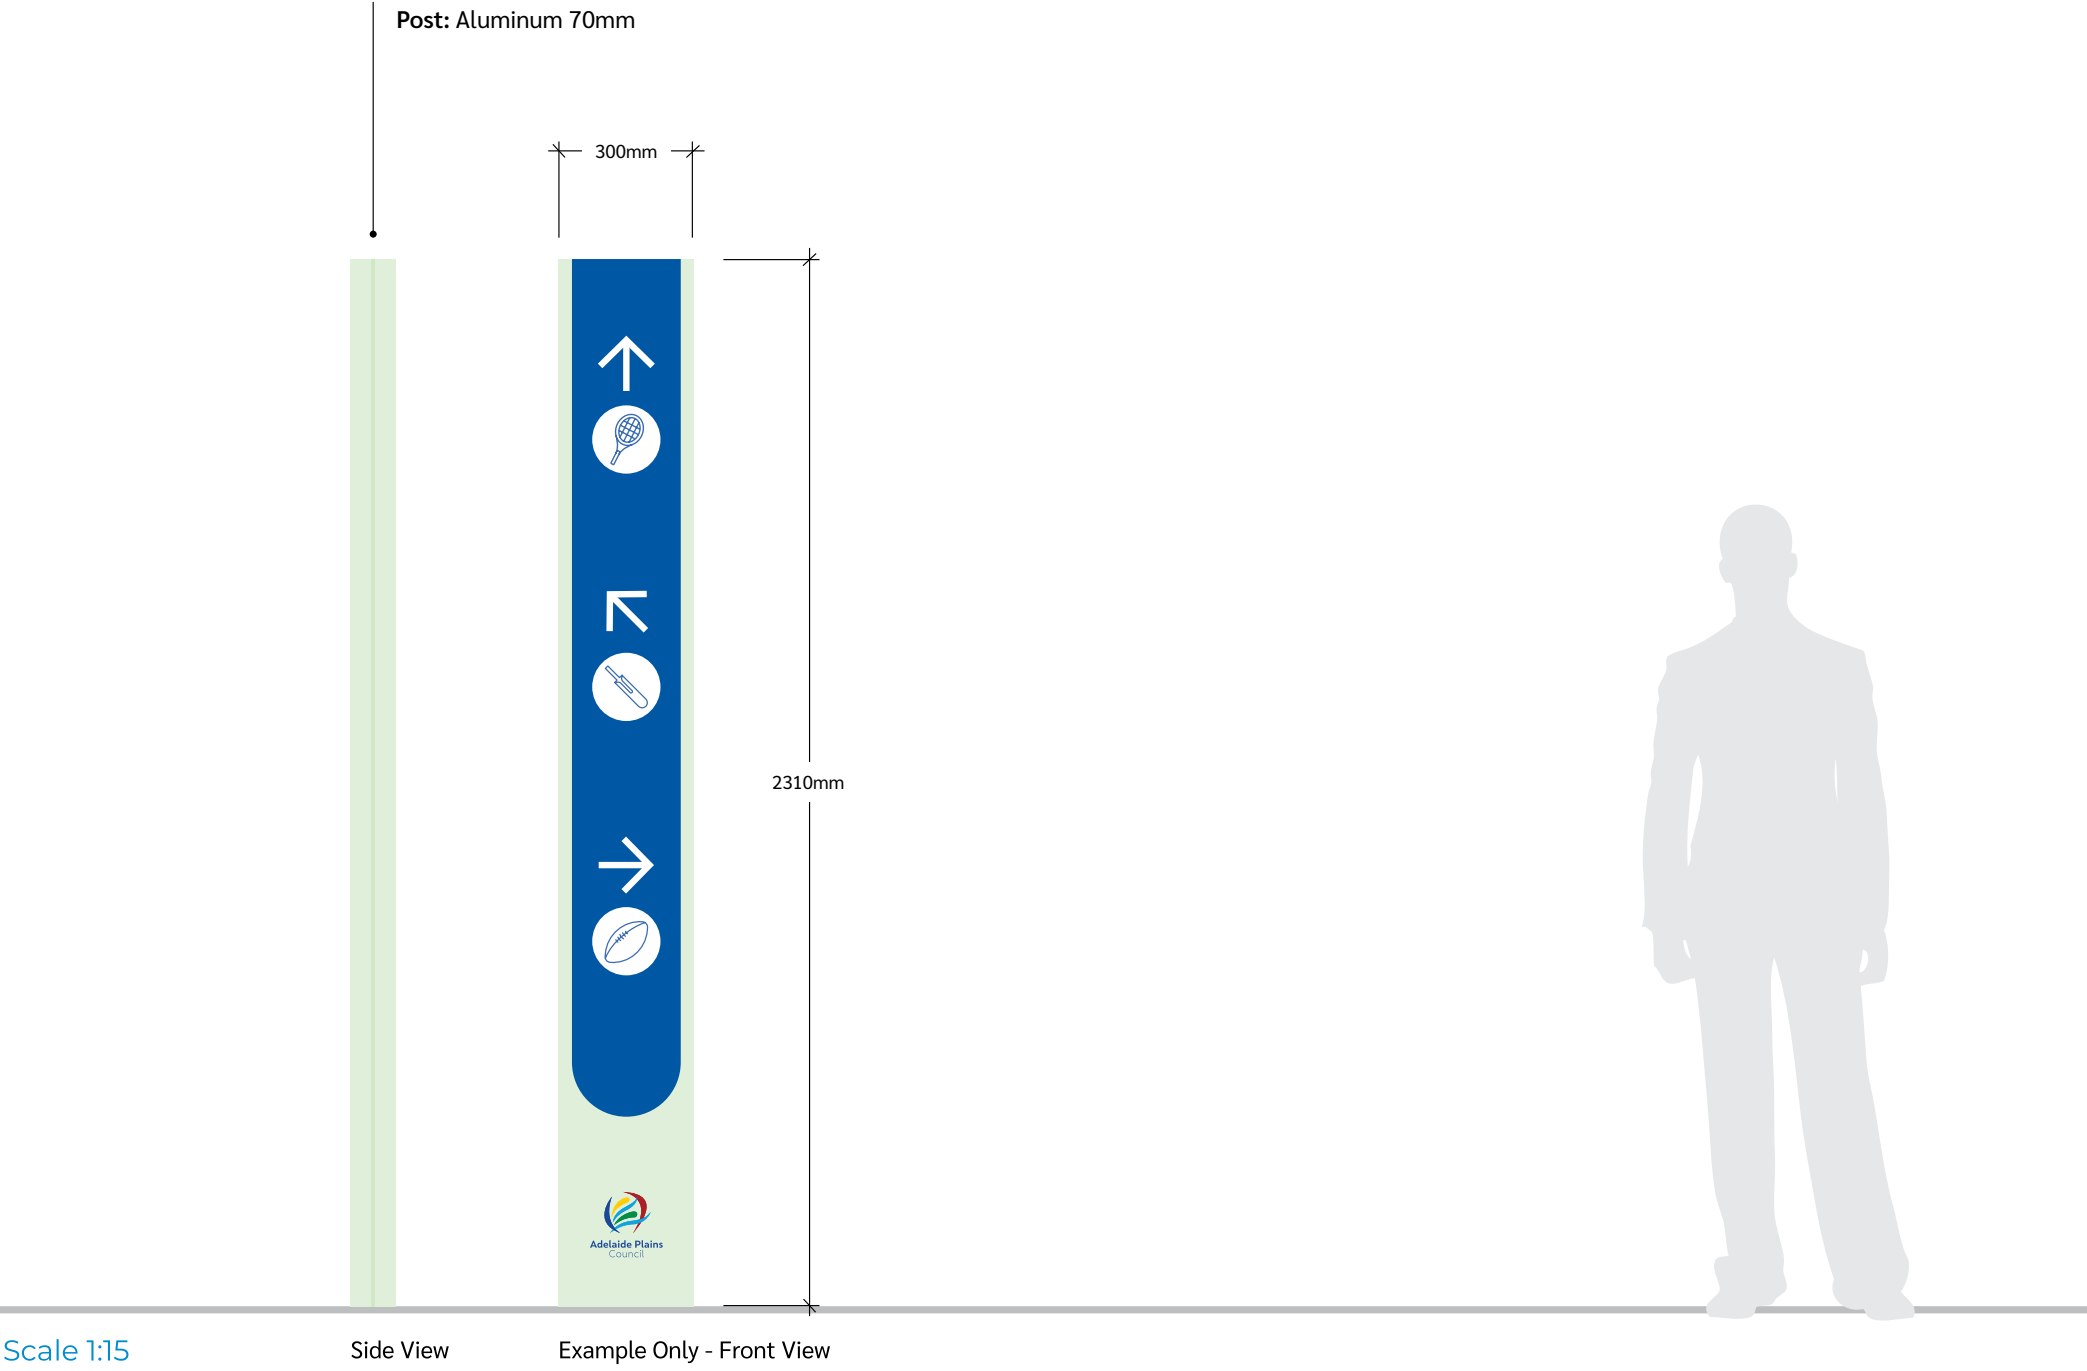 Post: Aluminum 70mm
300mm
2310mm
Adelaide Plains
Council
Scale 1:15
Side View
Example Only - Front View